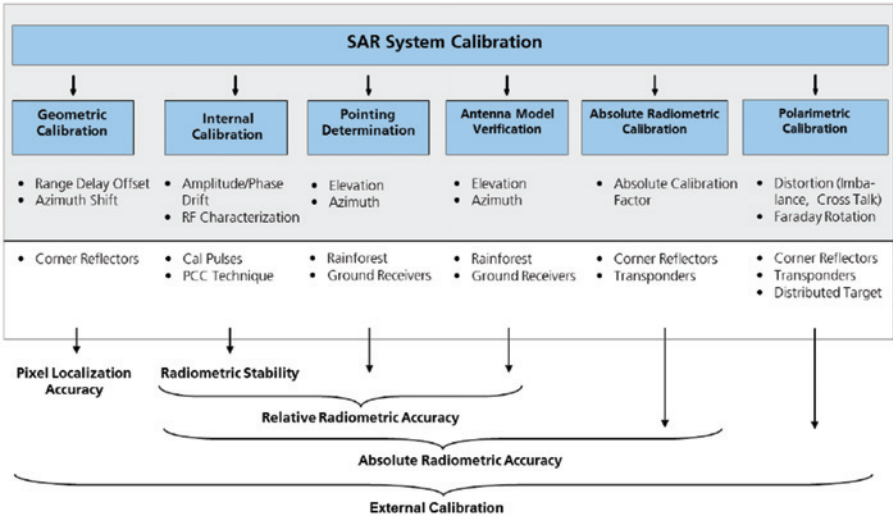 SAR System Calibration
Geometric
Calibration
Internal
Calibration
Pointing
Determination
Antenna Model
Verification
Absolute Radiometric
Calibration
Polarimetric
Calibration
• Range Delay Offset
• Azimuth Shift
• Amplitude/Phase
Drift
• RF Characterization
• Elevation
• Azimuth
• Elevation
• Azimuth
• Absolute Calibration
Factor
• Distortion (Imba-
lance, Cross Talk)
• Faraday Rotation
• Corner Reflectors
• Cal Pulses
• PCC Technique
• Rainforest
• Ground Receivers
• Rainforest
• Ground Receivers
• Corner Reflectors
• Transponders
• Corner Reflectors
• Transponders
• Distributed Target
Pixel Localization
Accuracy
Radiometric Stability
Relative Radiometric Accuracy
Absolute Radiometric Accuracy
External Calibration